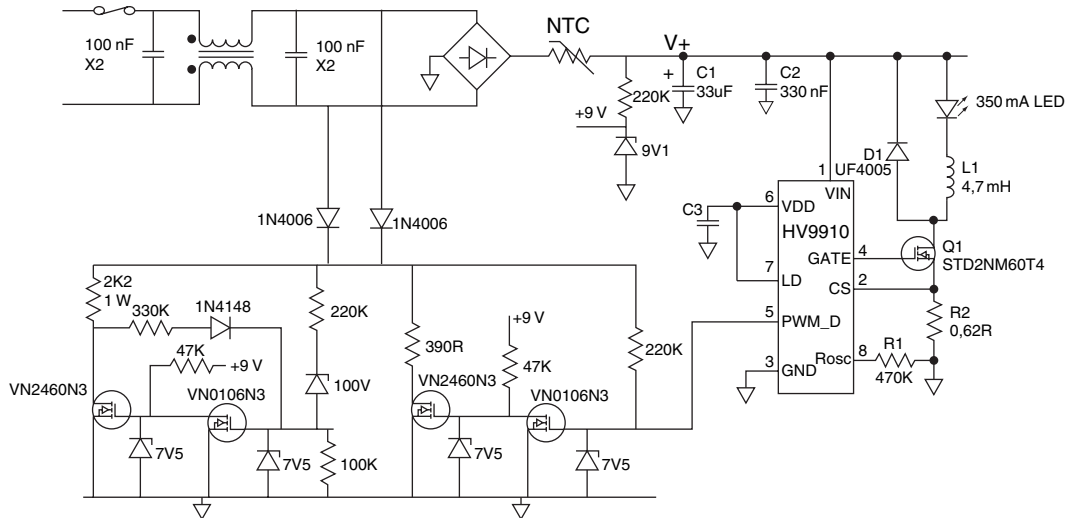 100 nF
X2
100 nF
X2
NTC
V+
+
C1
33uF
C2
330 nF
220K
+9 V
9V1
350 mA LED
D1
UF4005
L1
4,7 mH
1N4006
1N4006
C3
1
VIN
6
VDD
HV9910
GATE
4
7
LD
CS
2
5
PWM_D
3
GND
Rosc
8
Q1
STD2NM60T4
R2
0,62R
R1
470K
2K2
1 W
330K
1N4148
220K
47K
+9 V
100V
VN2460N3
VN0106N3
7V5
7V5
100K
390R
+9 V
47K
220K
VN2460N3
VN0106N3
7V5
7V5